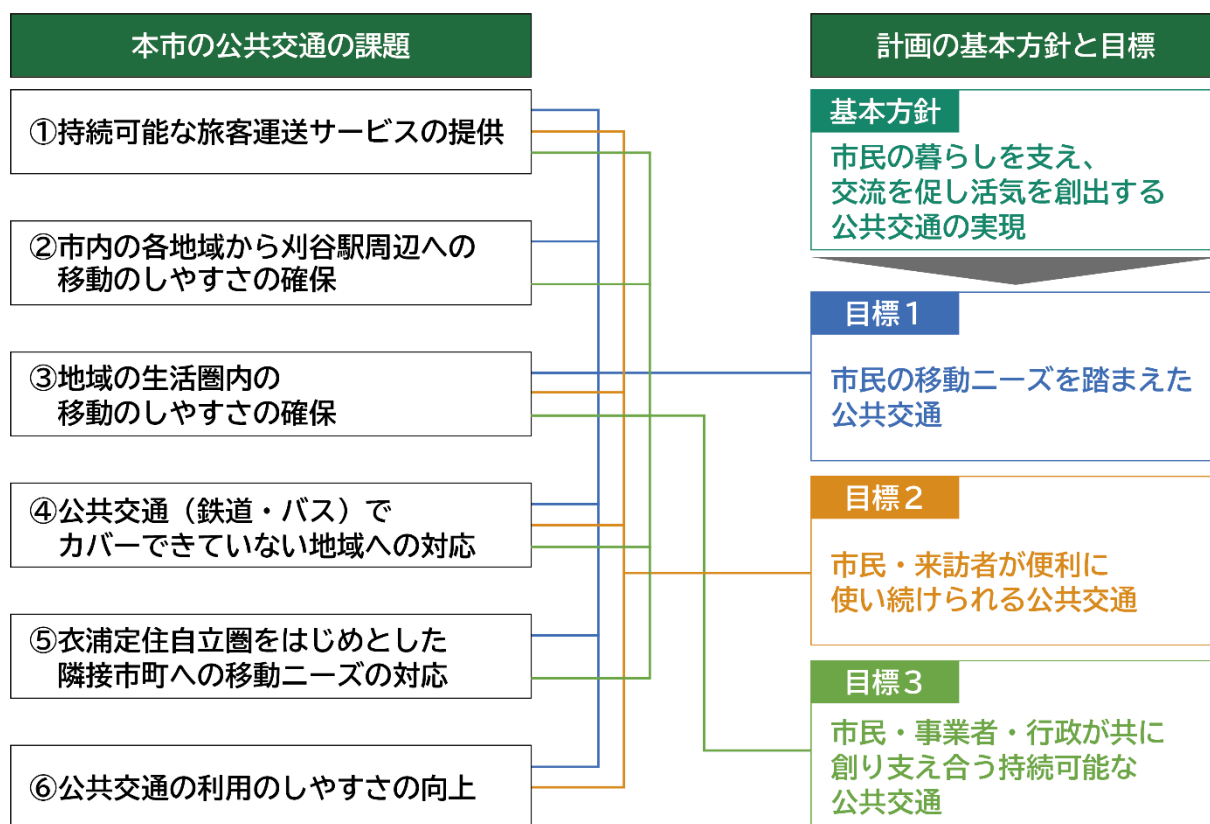 本市の公共交通の課題
①持続可能な旅客運送サービスの提供
②市内の各地域から刈谷駅周辺への
移動のしやすさの確保
③地域の生活圏内の
移動のしやすさの確保
④公共交通（鉄道・バス）で
カバーできていない地域への対応
⑤衣浦定住自立圏をはじめとした
隣接市町への移動ニーズの対応
⑥公共交通の利用のしやすさの向上
計画の基本方針と目標
基本方針
市民の暮らしを支え、
交流を促し活気を創出する
公共交通の実現
目標１
市民の移動ニーズを踏まえた
公共交通
目標２
市民・来訪者が便利に
使い続けられる公共交通
目標３
市民・事業者・行政が共に
創り支え合う持続可能な
公共交通